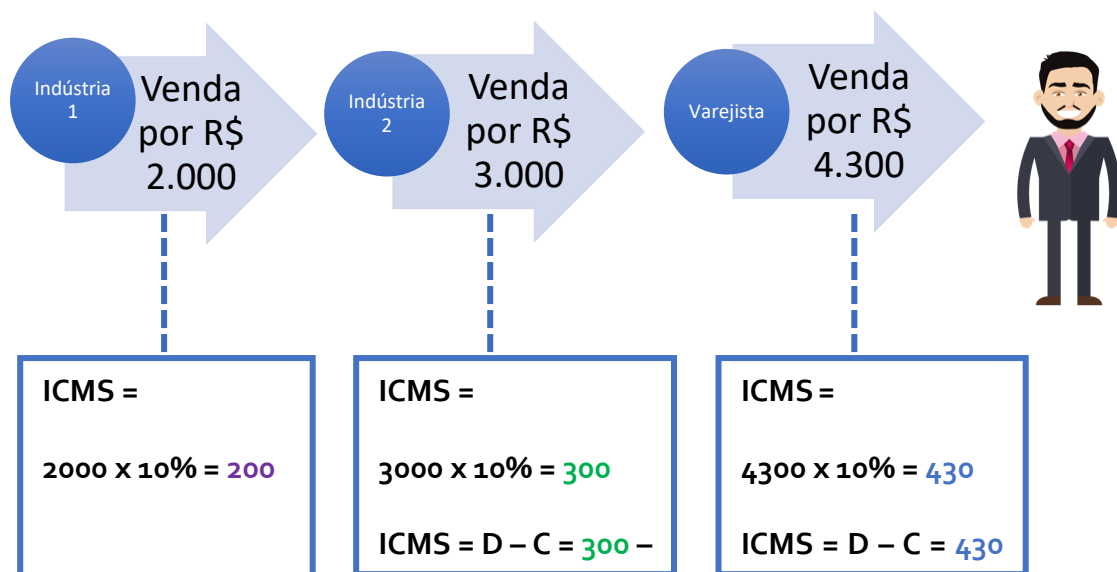 Indústria
1
Venda
por R$
2.000
Indústria
2
Venda
por R$
3.000
Varejista
Venda
por R$
4.300
ICMS =
2000 x 10% = 200
ICMS =
3000 x 10% = 300
ICMS = D – C = 300 –
ICMS =
4300 x 10% = 430
ICMS = D – C = 430